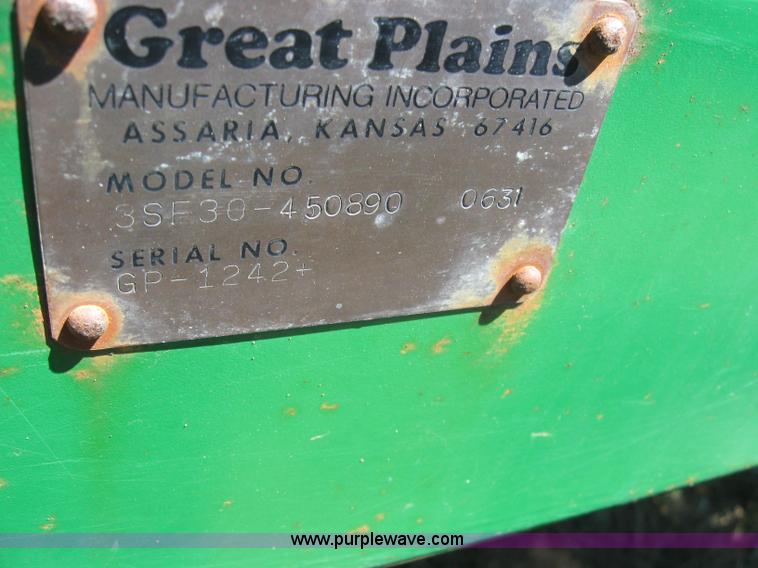 Great Plains
MANUFACTURING INCORPORATED
ASSARIA, KANSAS 67416
MODEL NO.
3SF30-450890 0631
SERIAL NO.
GP-1242+
www.purplewave.com